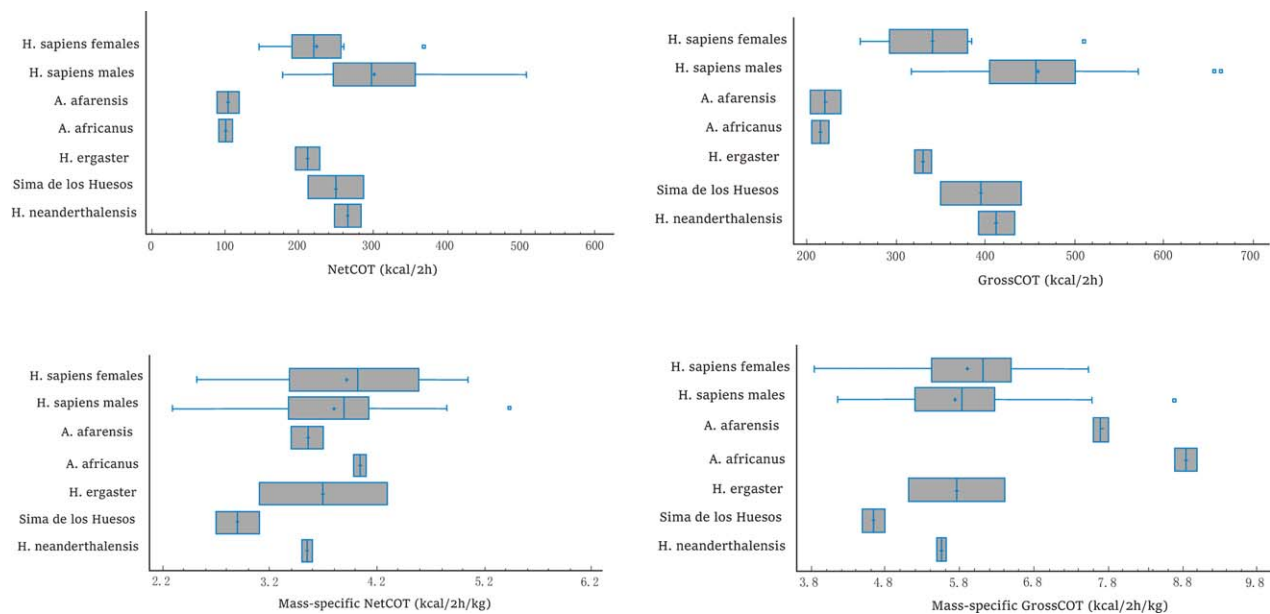 H. sapiens females
H. sapiens males
A. afarensis
A. africanus
H. ergaster
Sima de los Huesos
H. neanderthalensis
0 100 200 300 400 500 600
NetCOT (kcal/2h)
H. sapiens females
H. sapiens males
A. afarensis
A. africanus
H. ergaster
Sima de los Huesos
H. neanderthalensis
200 300 400 500 600 700
GrossCOT (kcal/2h)
H. sapiens females
H. sapiens males
A. afarensis
A. africanus
H. ergaster
Sima de los Huesos
H. neanderthalensis
2.2 3.2 4.2 5.2 6.2
Mass-specific NetCOT (kcal/2h/kg)
H. sapiens females
H. sapiens males
A. afarensis
A. africanus
H. ergaster
Sima de los Huesos
H. neanderthalensis
3.8 4.8 5.8 6.8 7.8 8.8 9.8
Mass-specific GrossCOT (kcal/2h/kg)